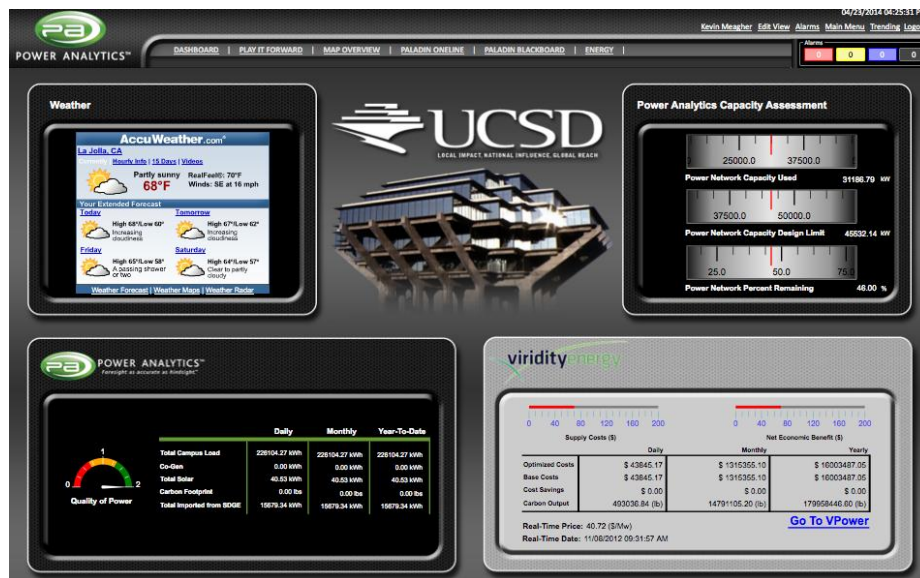 04/23/2014 04:25:31 P
Kevin Meagher Edit View Alarms Main Menu Trending Logo
PA
POWER ANALYTICS™
DASHBOARD | PLAY IT FORWARD | MAP OVERVIEW | PALADIN ONELINE | PALADIN BLACKBOARD | ENERGY |
Alarms
0 0 0 0
Weather
AccuWeather.com®
La Jolla, CA
Currently | Hourly Info | 15 Days | Videos
Partly sunny RealFeel®: 70°F
68°F Winds: SE at 16 mph
Your Extended Forecast
Today Tomorrow
High 68°/Low 60° High 67°/Low 62°
Increasing Increasing
cloudiness cloudiness
Friday Saturday
High 65°/Low 58° High 64°/Low 57°
A passing shower Clear to partly
or two cloudy
Weather Forecast | Weather Maps | Weather Radar
UCSD
LOCAL IMPACT, NATIONAL INFLUENCE, GLOBAL REACH
Power Analytics Capacity Assessment
25000.0 37500.0
Power Network Capacity Used 31186.79 kW
37500.0 50000.0
Power Network Capacity Design Limit 45532.14 kW
25.0 50.0 75.0
Power Network Percent Remaining 46.00 %
PA
POWER ANALYTICS™
Foresight as accurate as hindsight™
0 1 2
Quality of Power
Daily Monthly Year-To-Date
Total Campus Load 226104.27 kWh 226104.27 kWh 226104.27 kWh
Co-Gen 0.00 kWh 0.00 kWh 0.00 kWh
Total Solar 40.53 kWh 40.53 kWh 40.53 kWh
Carbon Footprint 0.00 lbs 0.00 lbs 0.00 lbs
Total Imported from SDGE 15679.34 kWh 15679.34 kWh 15679.34 kWh
viridity energy
0 40 80 120 160 200
Supply Costs ($)
0 40 80 120 160 200
Net Economic Benefit ($)
Daily Monthly Yearly
Optimized Costs $ 43845.17 $ 1315355.10 $ 16003487.05
Base Costs $ 43845.17 $ 1315355.10 $ 16003487.05
Cost Savings $ 0.00 $ 0.00 $ 0.00
Carbon Output 493036.84 (lb) 14791105.20 (lb) 179958446.60 (lb)
Real-Time Price: 40.72 ($/Mw)
Go To VPower
Real-Time Date: 11/08/2012 09:31:57 AM